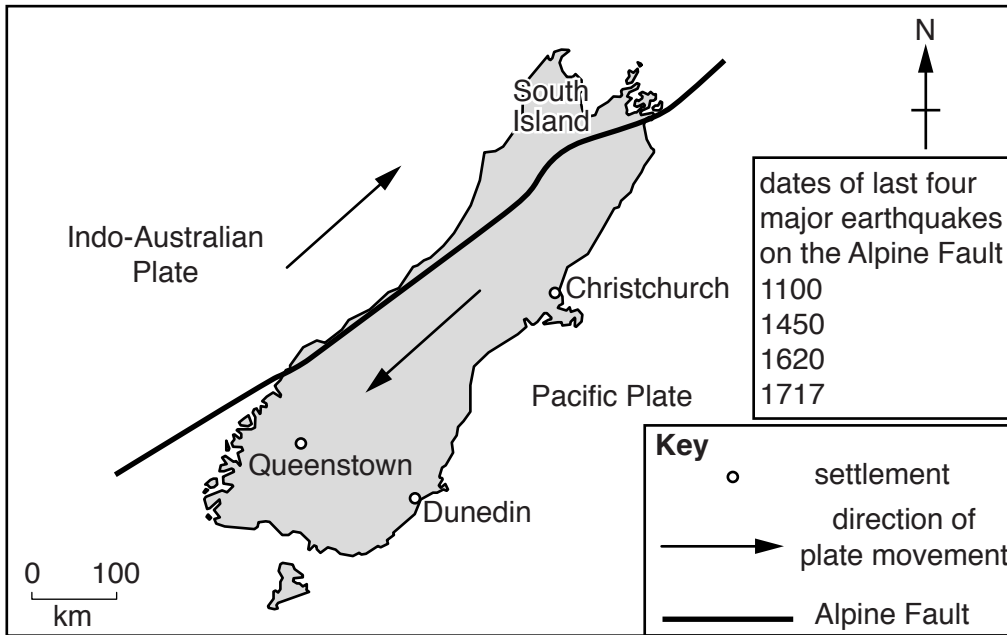 N
South
Island
Indo-Australian
Plate
dates of last four
major earthquakes
on the Alpine Fault
1100
1450
1620
1717
Christchurch
Pacific Plate
Queenstown
Dunedin
Key
settlement
direction of
plate movement
Alpine Fault
0 100
km